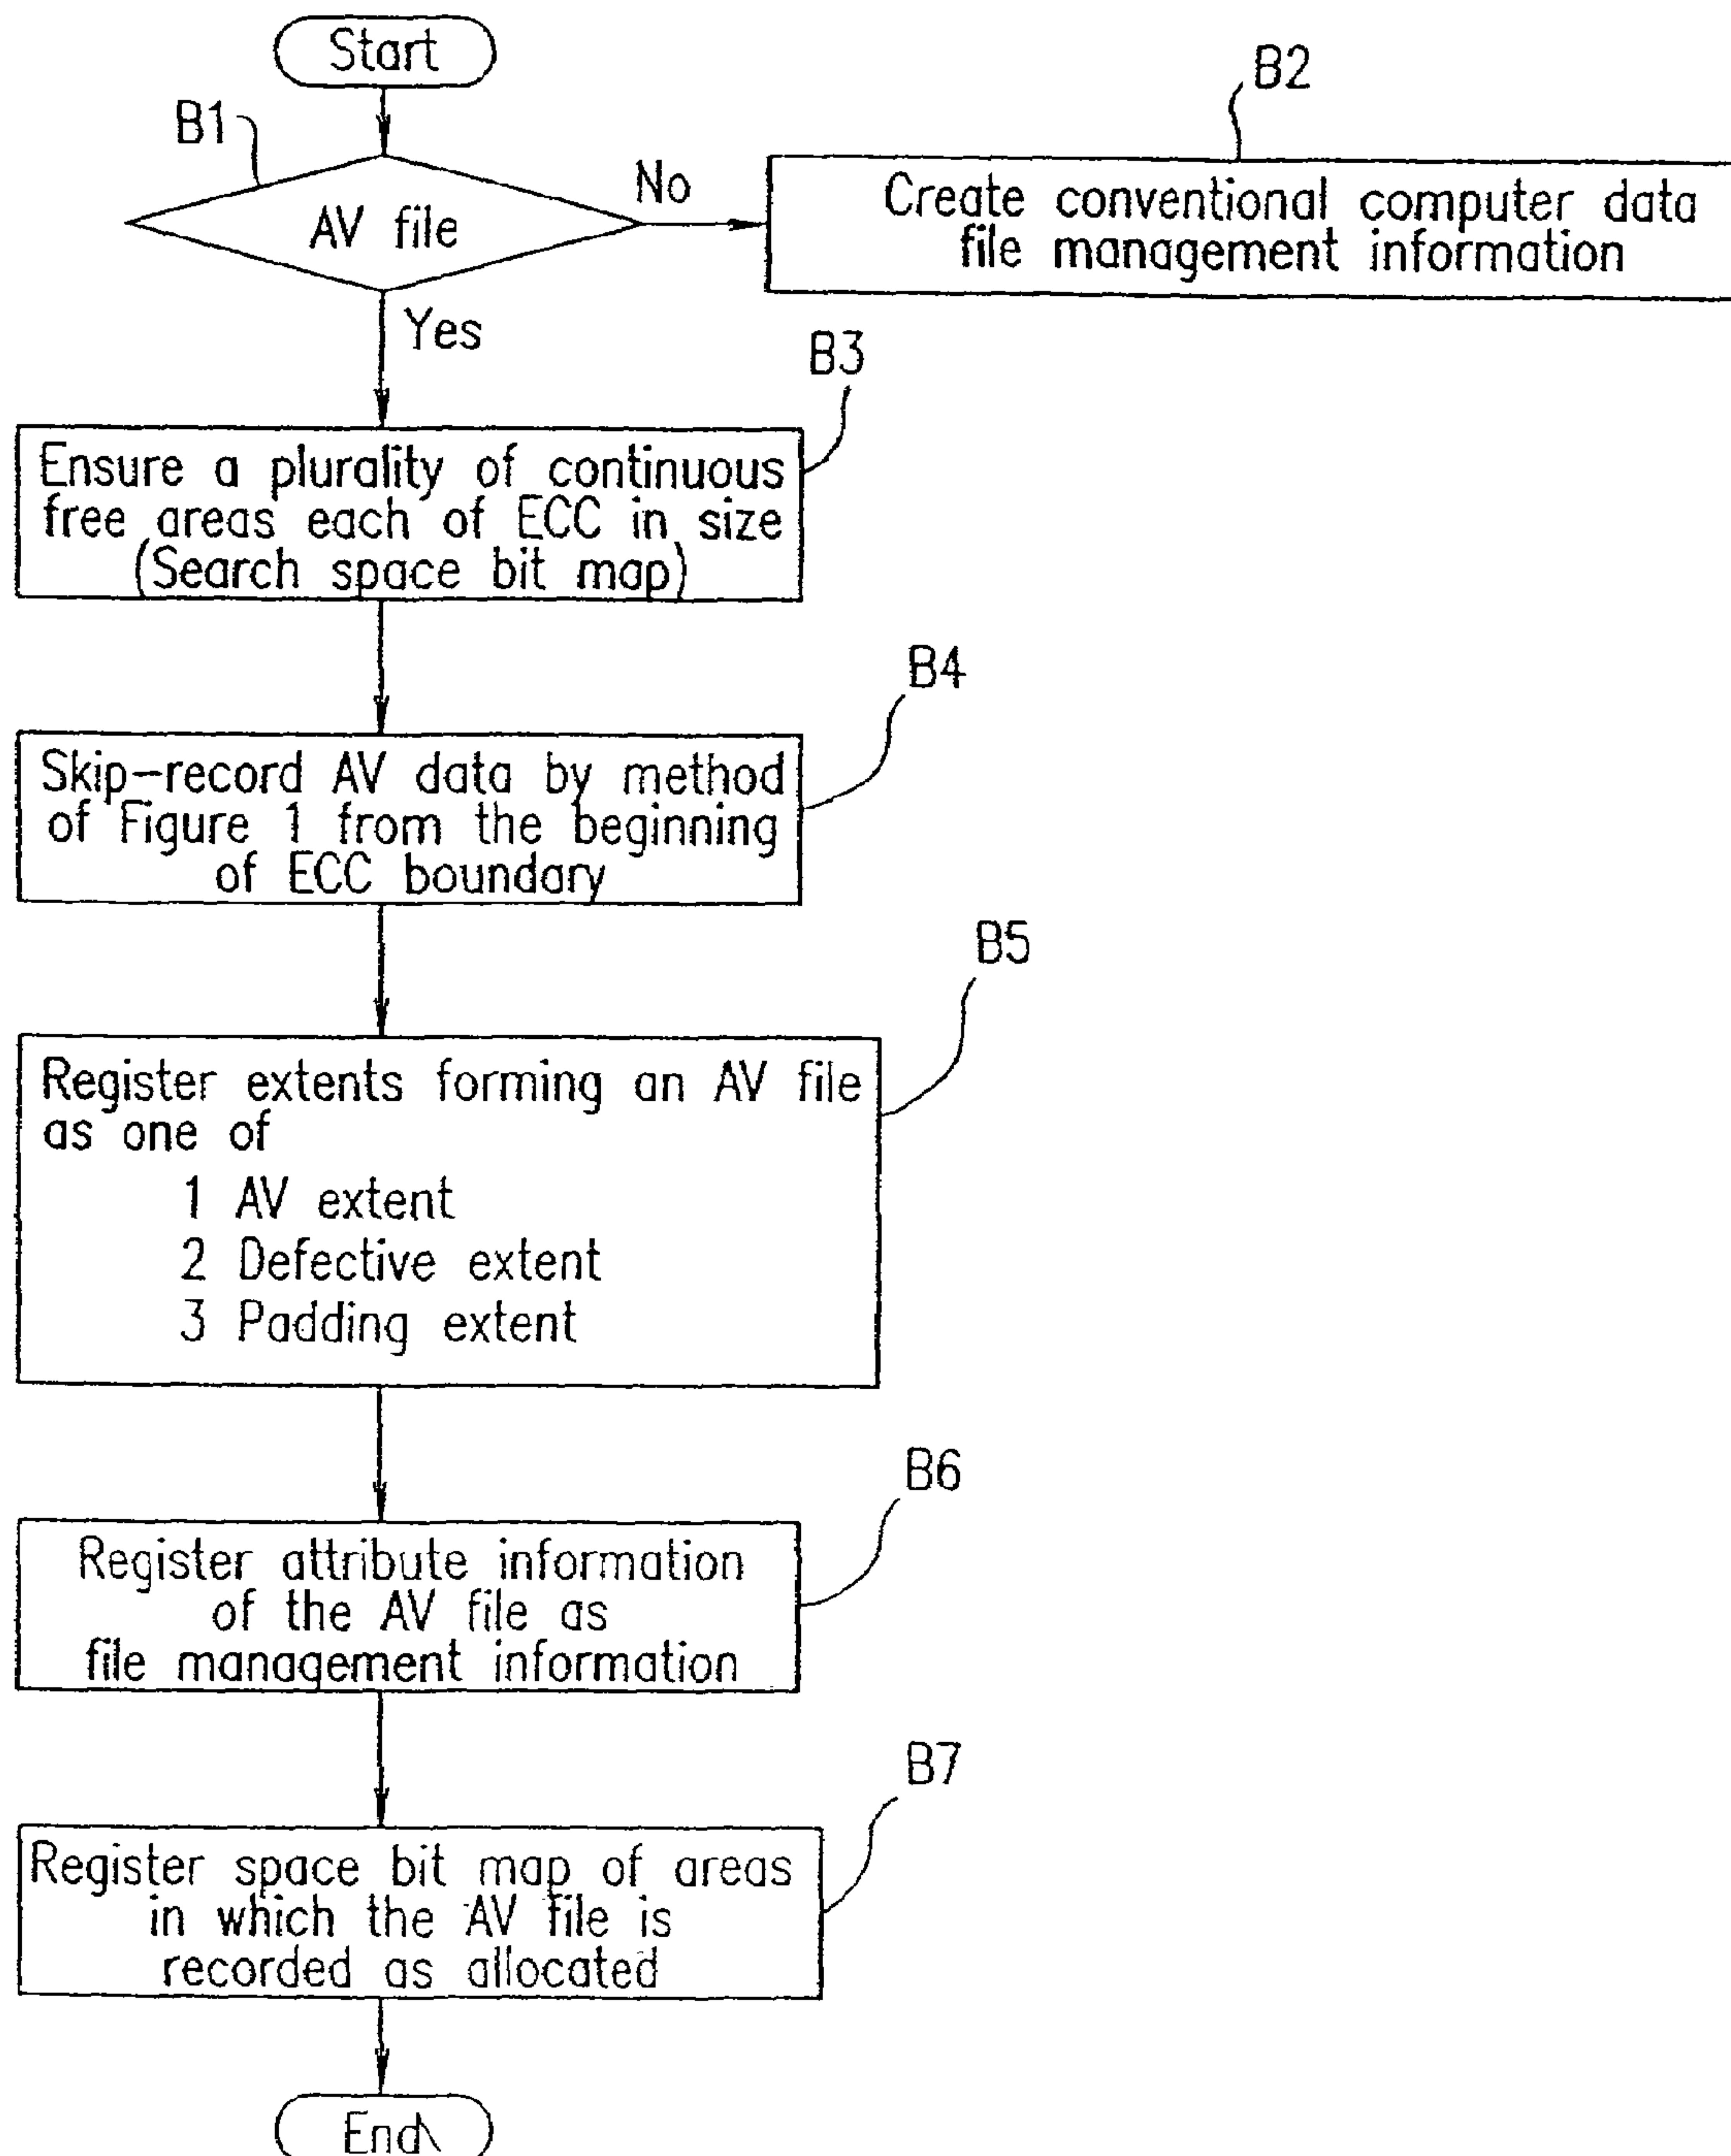 Start
B1
AV file
No
B2
Create conventional computer data
file management information
Yes
B3
Ensure a plurality of continuous
free areas each of ECC in size
(Search space bit map)
B4
Skip-record AV data by method
of Figure 1 from the beginning
of ECC boundary
B5
Register extents forming an AV file
as one of
1 AV extent
2 Defective extent
3 Padding extent
B6
Register attribute information
of the AV file as
file management information
B7
Register space bit map of areas
in which the AV file is
recorded as allocated
End